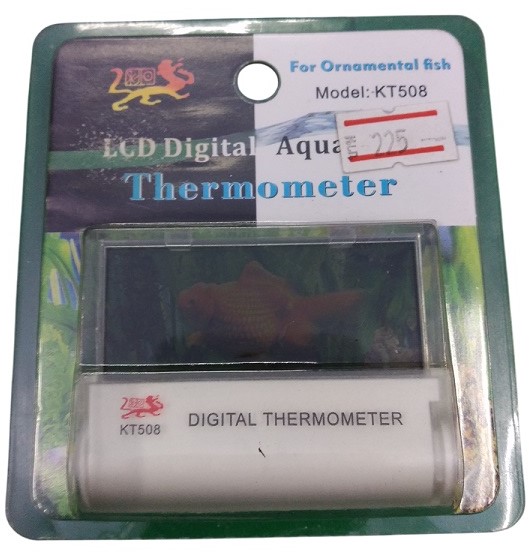 For Ornamental fish
Model: KT508
225
LCD Digital Aqua
Thermometer
KT508
DIGITAL THERMOMETER